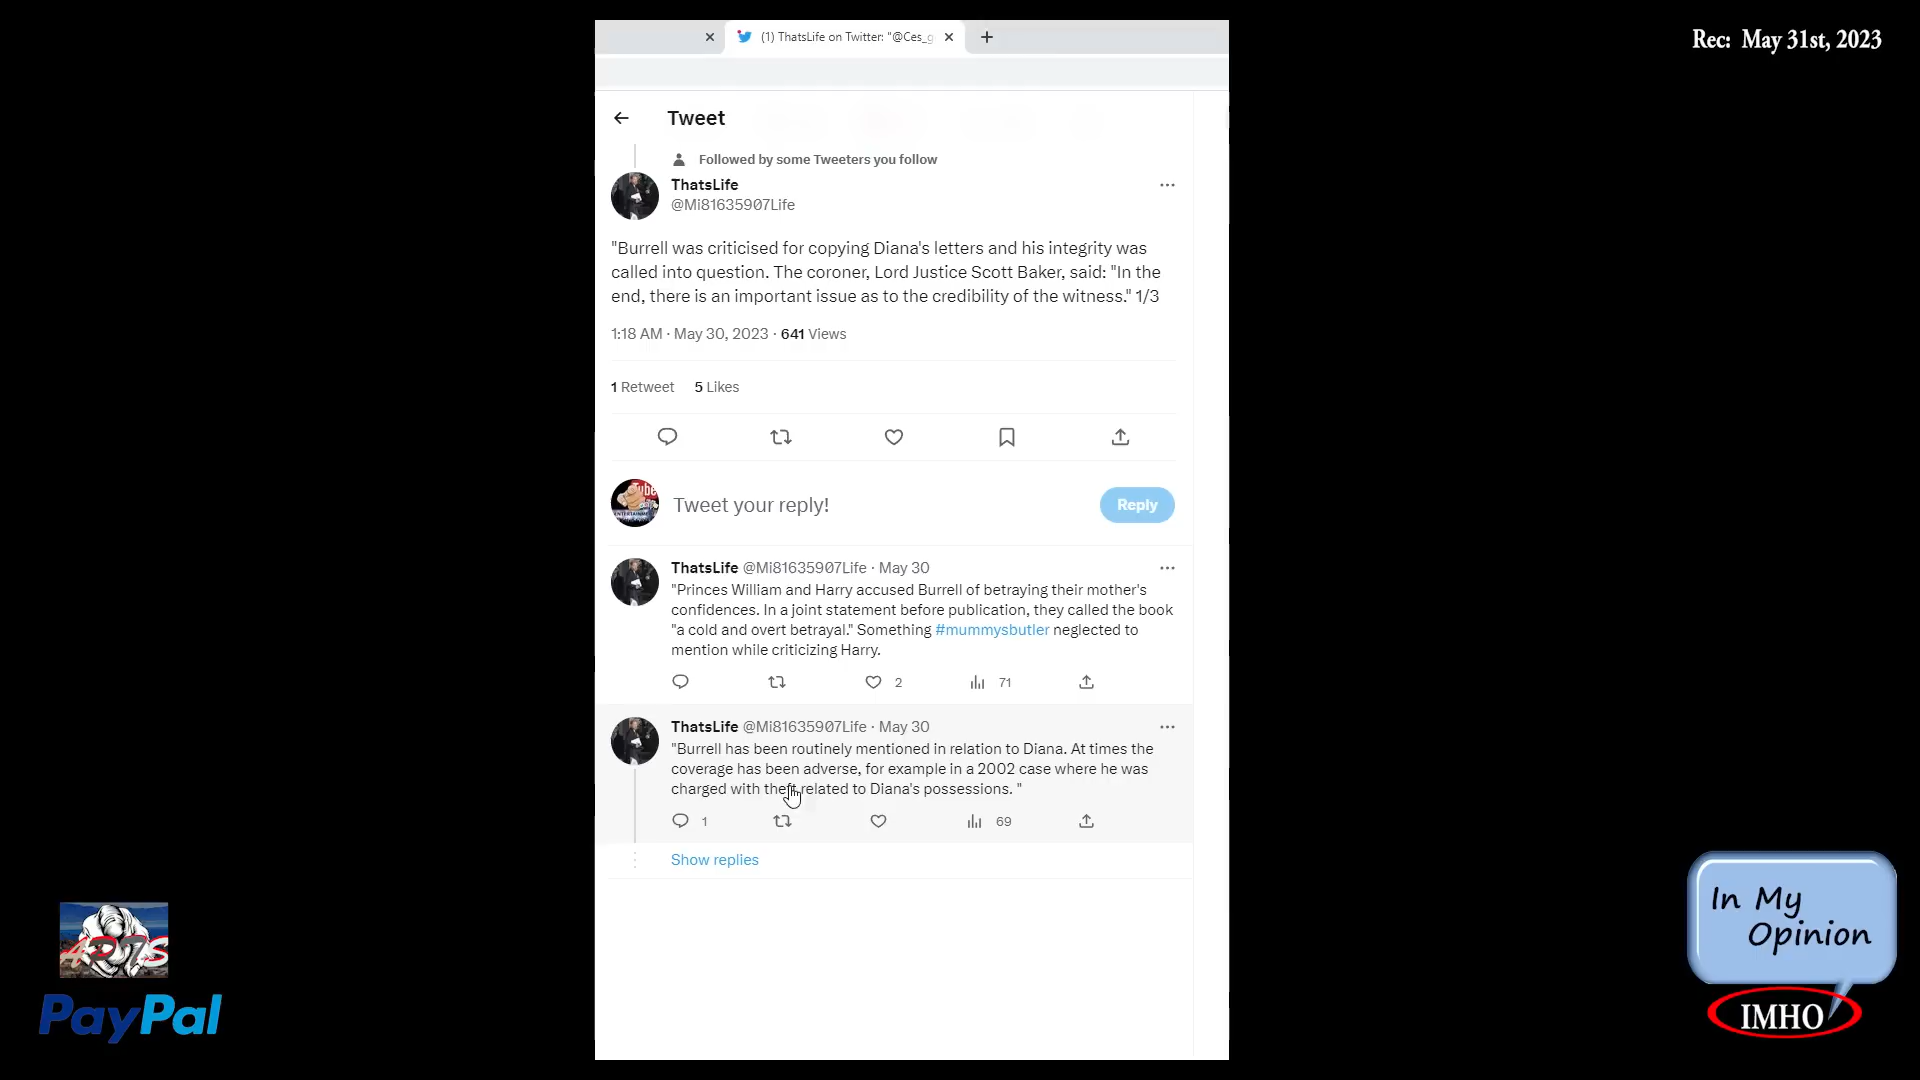 (1) ThatsLife on Twitter: "@Ces_g
Rec: May 31st, 2023
Tweet
Followed by some Tweeters you follow
ThatsLife
@Mi81635907Life
"Burrell was criticised for copying Diana's letters and his integrity was
called into question. The coroner, Lord Justice Scott Baker, said: "In the
end, there is an important issue as to the credibility of the witness." 1/3
1:18 AM · May 30, 2023 · 641 Views
1 Retweet 5 Likes
Tweet your reply!
Reply
ThatsLife @Mi81635907Life · May 30
"Princes William and Harry accused Burrell of betraying their mother's
confidences. In a joint statement before publication, they called the book
"a cold and overt betrayal." Something #mummysbutler neglected to
mention while criticizing Harry.
2 71
ThatsLife @Mi81635907Life · May 30
"Burrell has been routinely mentioned in relation to Diana. At times the
coverage has been adverse, for example in a 2002 case where he was
charged with theft related to Diana's possessions. "
1 69
Show replies
PayPal
In My
Opinion
IMHO